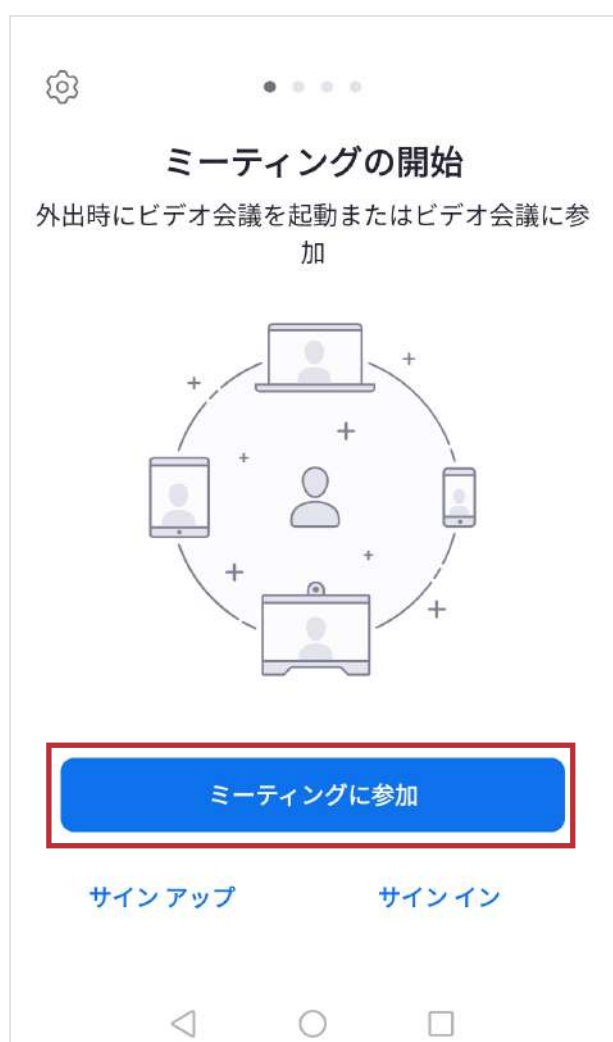 ミーティングの開始
外出時にビデオ会議を起動またはビデオ会議に参
加
ミーティングに参加
サイン アップ
サイン イン